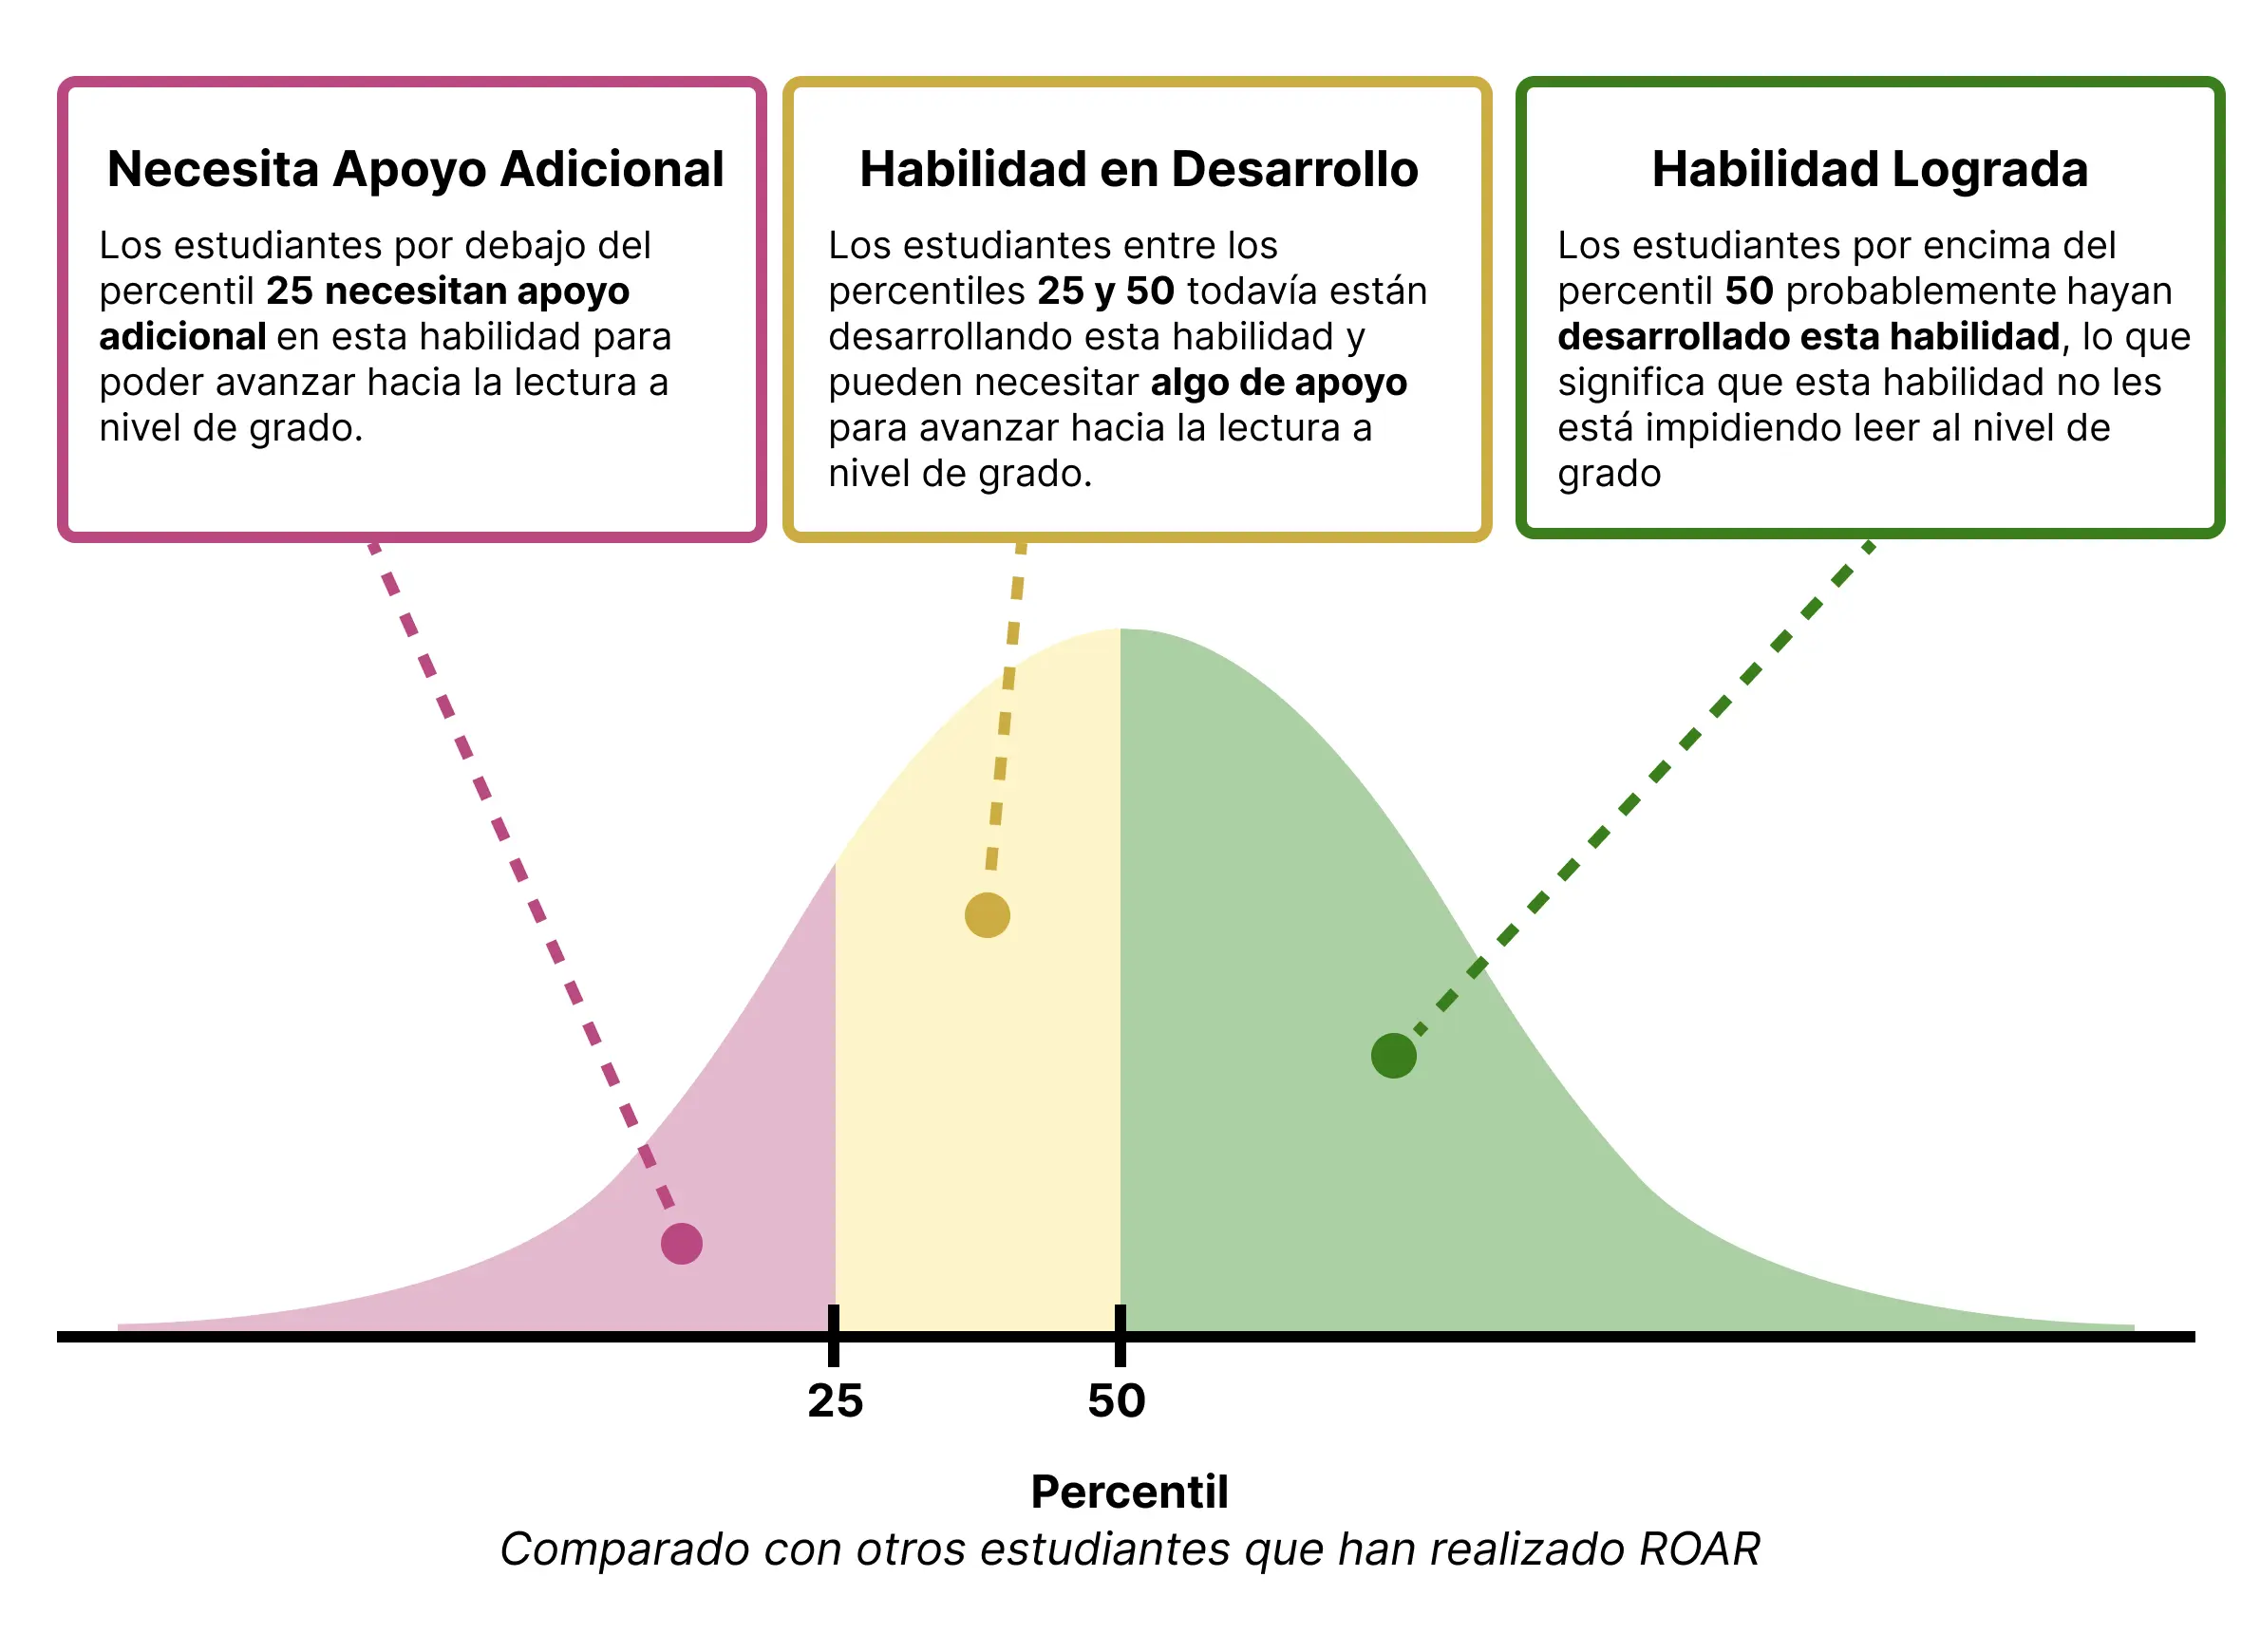 Necesita Apoyo Adicional
Los estudiantes por debajo del
percentil 25 necesitan apoyo
adicional en esta habilidad para
poder avanzar hacia la lectura a
nivel de grado.
Habilidad en Desarrollo
Los estudiantes entre los
percentiles 25 y 50 todavía están
desarrollando esta habilidad y
pueden necesitar algo de apoyo
para avanzar hacia la lectura a
nivel de grado.
Habilidad Lograda
Los estudiantes por encima del
percentil 50 probablemente hayan
desarrollado esta habilidad, lo que
significa que esta habilidad no les
está impidiendo leer al nivel de
grado
25
50
Percentil
Comparado con otros estudiantes que han realizado ROAR